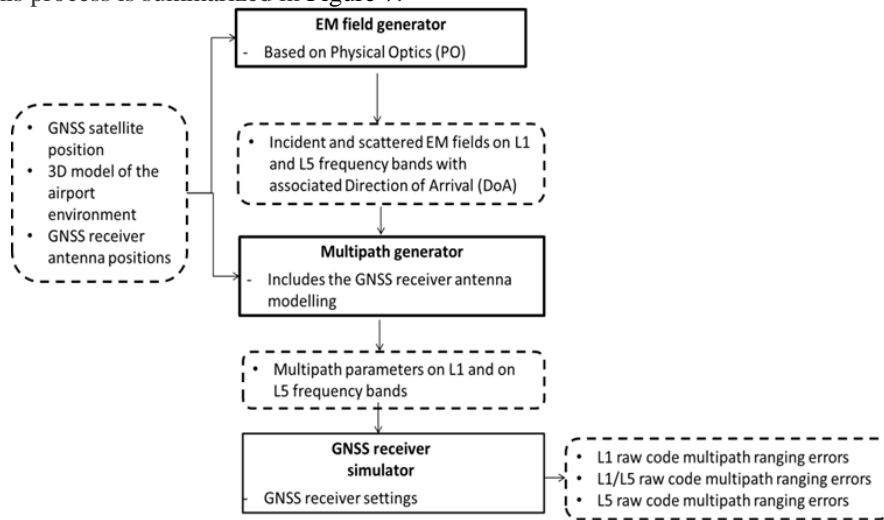 EM field generator
- Based on Physical Optics (PO)
• GNSS satellite
position
• 3D model of the
airport
environment
• GNSS receiver
antenna positions
• Incident and scattered EM fields on L1
and L5 frequency bands with
associated Direction of Arrival (DoA)
Multipath generator
- Includes the GNSS receiver antenna
modelling
• Multipath parameters on L1 and on
L5 frequency bands
GNSS receiver
simulator
- GNSS receiver settings
• L1 raw code multipath ranging errors
• L1/L5 raw code multipath ranging errors
• L5 raw code multipath ranging errors